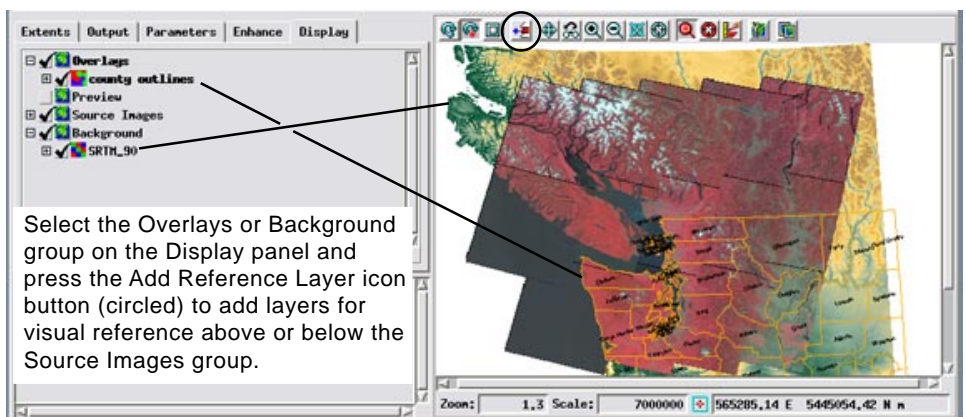 Extents Output Parameters Enhance Display
Overlays
county outlines
Preview
Source Images
Background
SRTM_90
Select the Overlays or Background
group on the Display panel and
press the Add Reference Layer icon
button (circled) to add layers for
visual reference above or below the
Source Images group.
Zoom: 1.3 Scale: 7000000 565285.14 E 5445054.42 N m